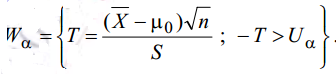 W_α = { T = (X̄ − μ₀)√n / S ; −T > U_α }.